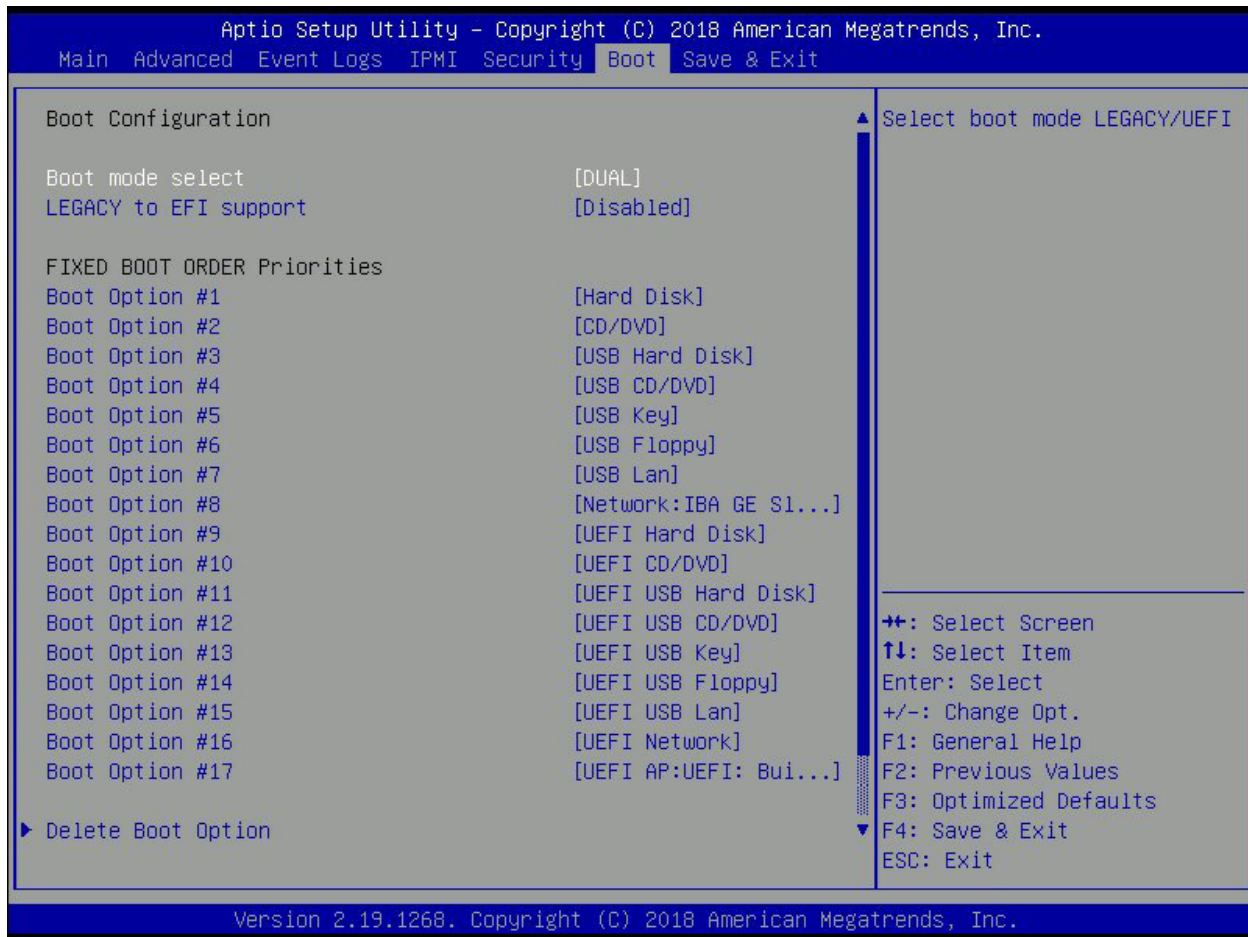 Aptio Setup Utility – Copyright (C) 2018 American Megatrends, Inc.
Main Advanced Event Logs IPMI Security Boot Save & Exit
Boot Configuration
Boot mode select [DUAL]
LEGACY to EFI support [Disabled]
FIXED BOOT ORDER Priorities
Boot Option #1 [Hard Disk]
Boot Option #2 [CD/DVD]
Boot Option #3 [USB Hard Disk]
Boot Option #4 [USB CD/DVD]
Boot Option #5 [USB Key]
Boot Option #6 [USB Floppy]
Boot Option #7 [USB Lan]
Boot Option #8 [Network:IBA GE Sl...]
Boot Option #9 [UEFI Hard Disk]
Boot Option #10 [UEFI CD/DVD]
Boot Option #11 [UEFI USB Hard Disk]
Boot Option #12 [UEFI USB CD/DVD]
Boot Option #13 [UEFI USB Key]
Boot Option #14 [UEFI USB Floppy]
Boot Option #15 [UEFI USB Lan]
Boot Option #16 [UEFI Network]
Boot Option #17 [UEFI AP:UEFI: Bui...]
▶ Delete Boot Option
Select boot mode LEGACY/UEFI
→←: Select Screen
↑↓: Select Item
Enter: Select
+/-: Change Opt.
F1: General Help
F2: Previous Values
F3: Optimized Defaults
F4: Save & Exit
ESC: Exit
Version 2.19.1268. Copyright (C) 2018 American Megatrends, Inc.